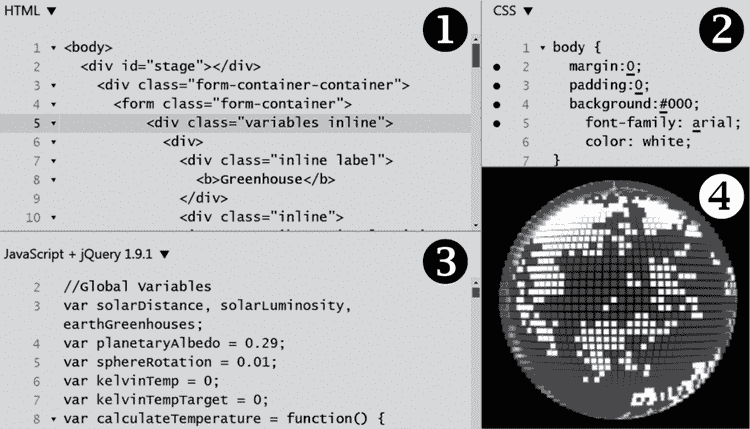 HTML ▼
1
1 ▾ <body>
2 <div id="stage"></div>
3 ▾ <div class="form-container-container">
4 ▾ <form class="form-container">
5 ▾ <div class="variables inline">
6 ▾ <div>
7 ▾ <div class="inline label">
8 ▾ <b>Greenhouse</b>
9 </div>
10 ▾ <div class="inline">
CSS ▼
2
1 ▾ body {
2 margin:0;
3 padding:0;
4 background:#000;
5 font-family: arial;
6 color: white;
7 }
JavaScript + jQuery 1.9.1 ▼
3
2 //Global Variables
3 var solarDistance, solarLuminosity,
earthGreenhouses;
4 var planetaryAlbedo = 0.29;
5 var sphereRotation = 0.01;
6 var kelvinTemp = 0;
7 var kelvinTempTarget = 0;
8 ▾ var calculateTemperature = function() {
4